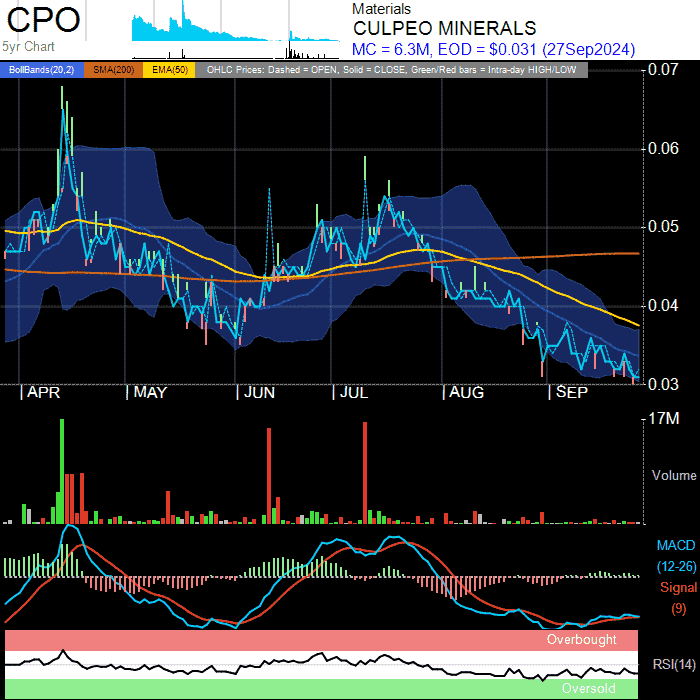 CPO
5yr Chart
Materials
CULPEO MINERALS
MC = 6.3M, EOD = $0.031 (27Sep2024)
BollBands(20,2) SMA(200) EMA(50) OHLC Prices: Dashed = OPEN, Solid = CLOSE, Green/Red bars = Intra-day HIGH/LOW
0.07
0.06
0.05
0.04
0.03
APR MAY JUN JUL AUG SEP
17M
Volume
MACD
(12-26)
Signal
(9)
Overbought
RSI(14)
Oversold